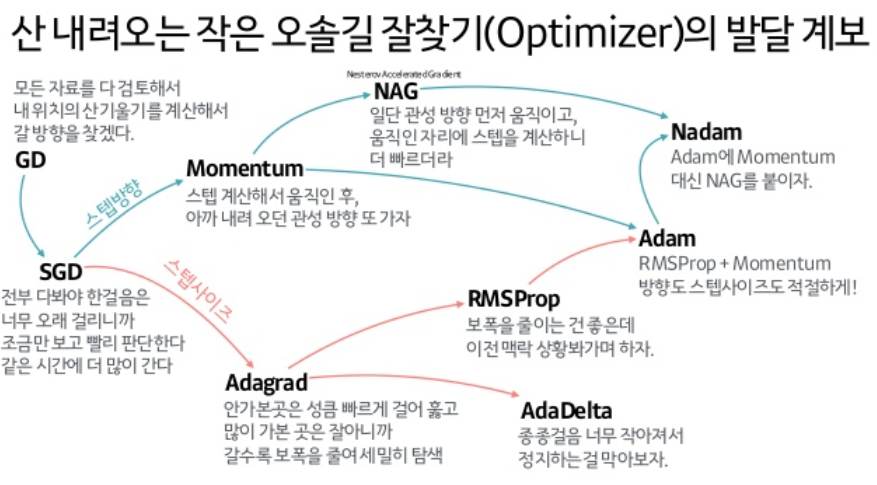 산 내려오는 작은 오솔길 잘찾기(Optimizer)의 발달 계보
모든 자료를 다 검토해서
내 위치의 산기울기를 계산해서
갈 방향을 찾겠다.
GD
스텝방향
SGD
전부 다봐야 한걸음은
너무 오래 걸리니까
조금만 보고 빨리 판단한다
같은 시간에 더 많이 간다
Momentum
스텝 계산해서 움직인 후,
아까 내려 오던 관성 방향 또 가자
Nesterov Accelerated Gradient
NAG
일단 관성 방향 먼저 움직이고,
움직인 자리에 스텝을 계산하니
더 빠르더라
Nadam
Adam에 Momentum
대신 NAG를 붙이자.
Adam
RMSProp + Momentum
방향도 스텝사이즈도 적절하게!
스텝사이즈
RMSProp
보폭을 줄이는 건 좋은데
이전 맥락 상황봐가며 하자.
Adagrad
안가본곳은 성큼 빠르게 걸어 훑고
많이 가본 곳은 잘아니까
갈수록 보폭을 줄여 세밀히 탐색
AdaDelta
종종걸음 너무 작아져서
정지하는걸 막아보자.